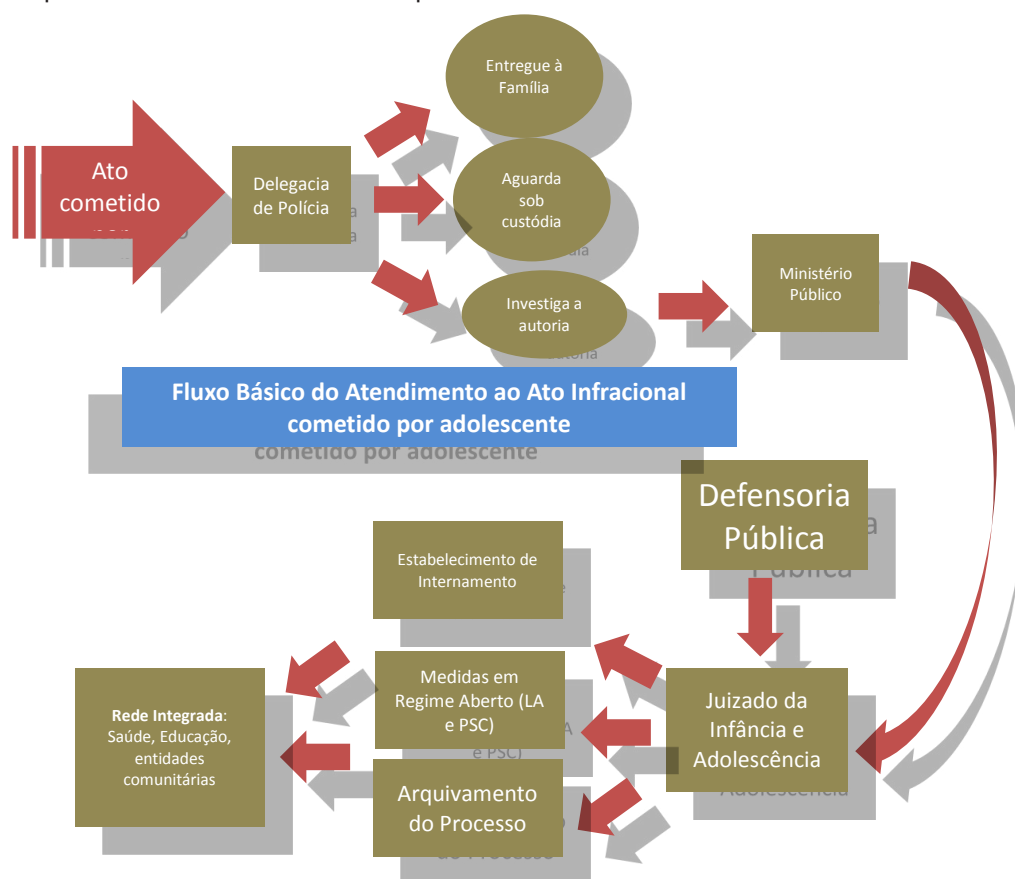 Entregue à
Família
Ato
cometido
Delegacia
de Polícia
Aguarda
sob
custódia
Investiga a
autoria
Ministério
Público
Fluxo Básico do Atendimento ao Ato Infracional
cometido por adolescente
Defensoria
Pública
Estabelecimento de
Internamento
Medidas em
Regime Aberto (LA
e PSC)
Juizado da
Infância e
Adolescência
Rede Integrada:
Saúde, Educação,
entidades
comunitárias
Arquivamento
do Processo